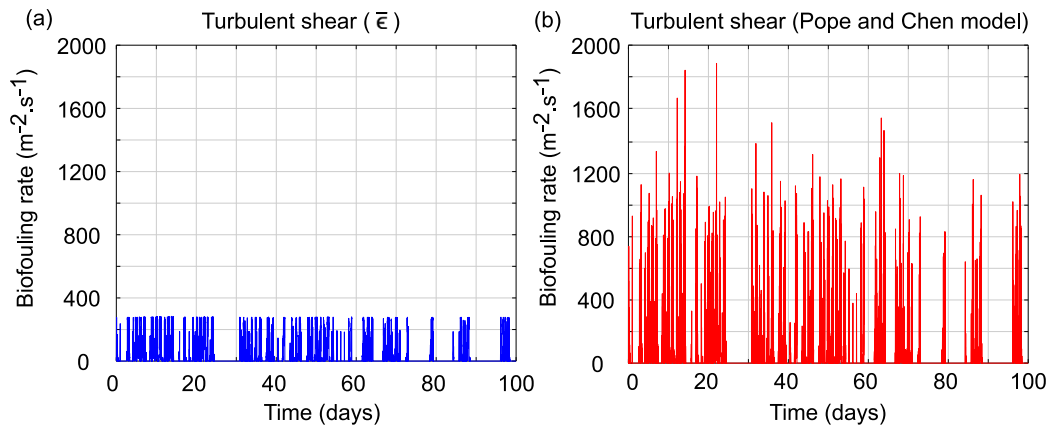 (a) Turbulent shear ( ϵ̄ )
Biofouling rate (m⁻².s⁻¹)
2000
1600
1200
800
400
0
0 20 40 60 80 100
Time (days)
(b) Turbulent shear (Pope and Chen model)
Biofouling rate (m⁻².s⁻¹)
2000
1600
1200
800
400
0
0 20 40 60 80 100
Time (days)